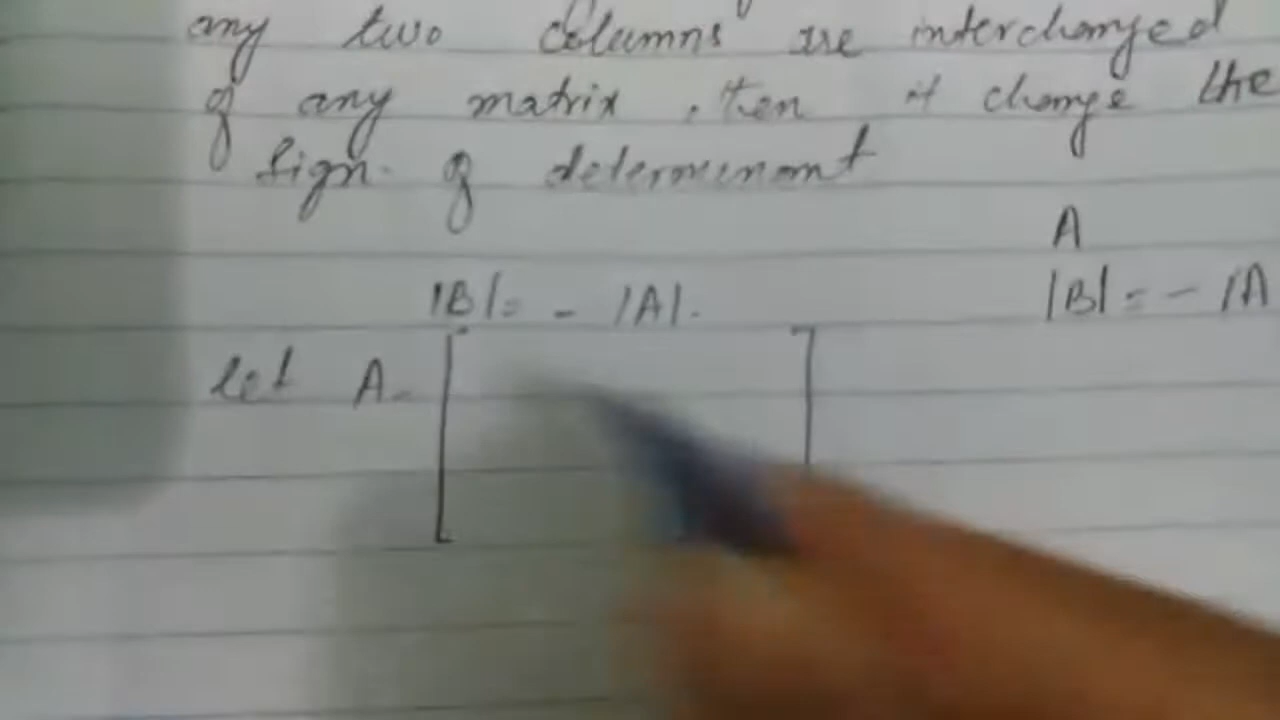 any two columns are interchanged
of any matrix, then it change the
sign of determinant
A
|B| = - |A|.
|B| = - |A
let A =